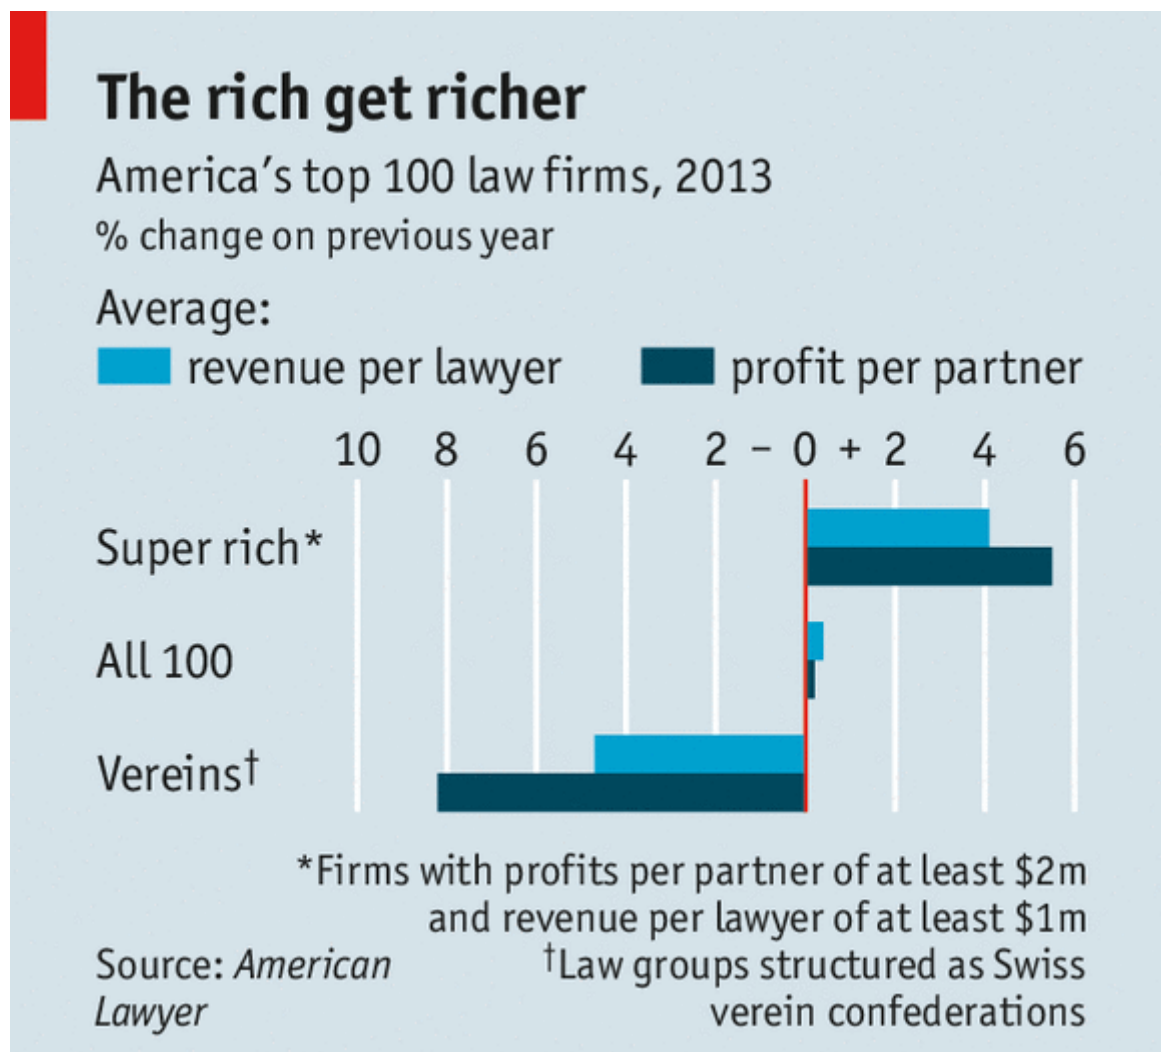 The rich get richer
America's top 100 law firms, 2013
% change on previous year
Average:
revenue per lawyer profit per partner
10 8 6 4 2 – 0 + 2 4 6
Super rich*
All 100
Vereins†
*Firms with profits per partner of at least $2m
and revenue per lawyer of at least $1m
†Law groups structured as Swiss
verein confederations
Source: American
Lawyer